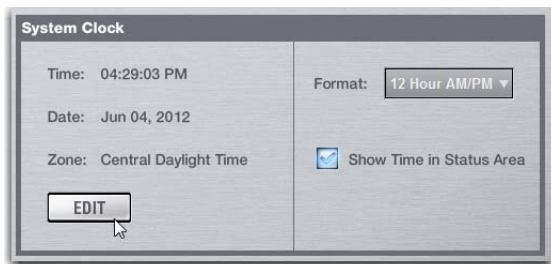 System Clock
Time: 04:29:03 PM
Date: Jun 04, 2012
Zone: Central Daylight Time
EDIT
Format: 12 Hour AM/PM
Show Time in Status Area